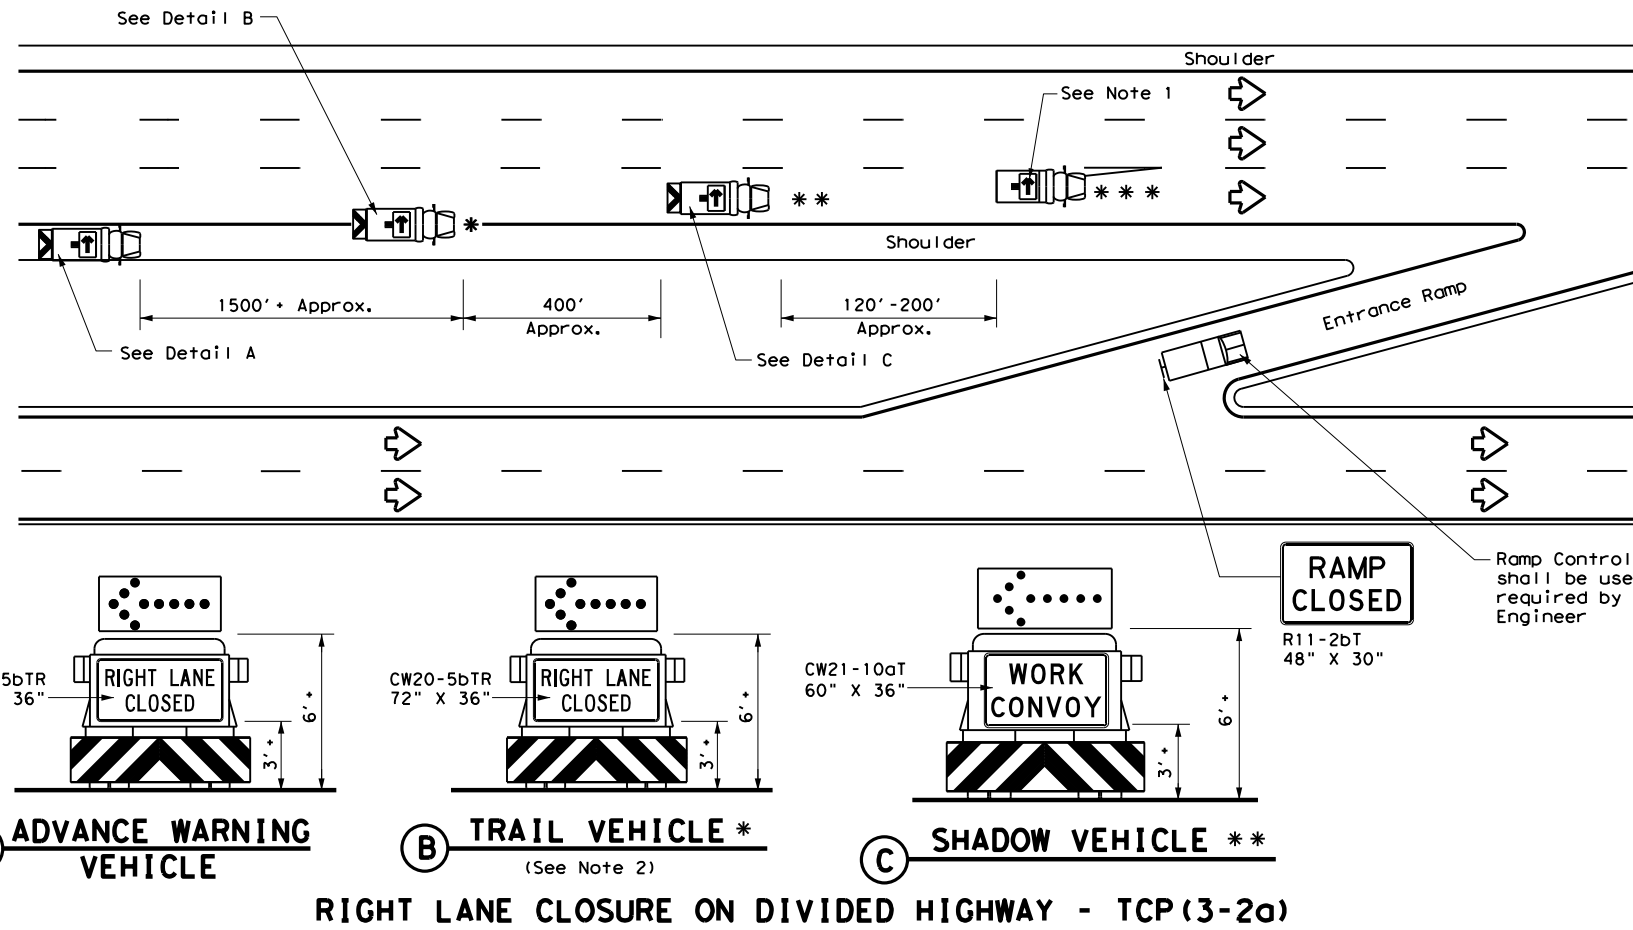 See Detail B
Shoulder
See Note 1
*
* *
* * *
Shoulder
1500' + Approx.
400'
Approx.
120' -200'
Approx.
Entrance Ramp
See Detail A
See Detail C
RAMP
CLOSED
R11-2bT
48" X 30"
Ramp Control
shall be use
required by
Engineer
5bTR
36"
RIGHT LANE
CLOSED
3' +
6' +
CW20-5bTR
72" X 36"
RIGHT LANE
CLOSED
3' +
6' +
CW21-10aT
60" X 36"
WORK
CONVOY
3' +
6' +
ADVANCE WARNING
VEHICLE
B
TRAIL VEHICLE *
(See Note 2)
C
SHADOW VEHICLE * *
RIGHT LANE CLOSURE ON DIVIDED HIGHWAY - TCP(3-2a)